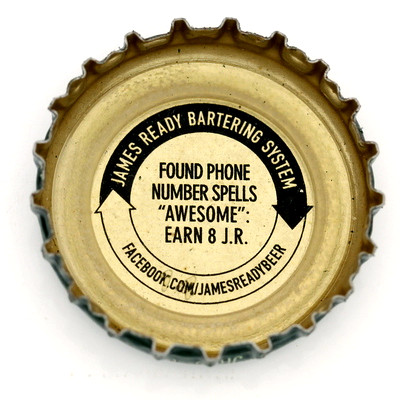 JAMES READY BARTERING SYSTEM
FOUND PHONE
NUMBER SPELLS
“AWESOME”:
EARN 8 J.R.
FACEBOOK.COM/JAMESREADYBEER